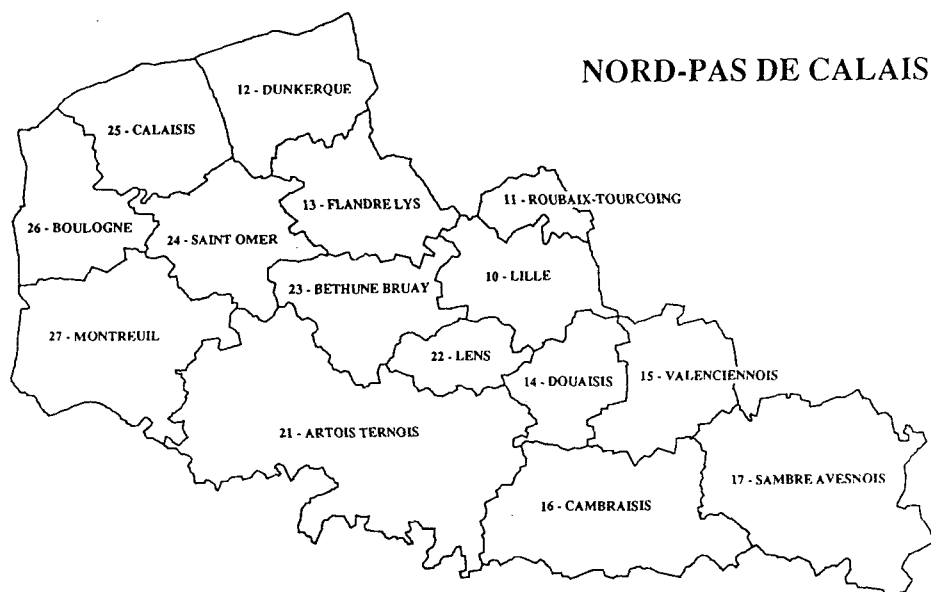 NORD-PAS DE CALAIS
12 - DUNKERQUE
25 - CALAISIS
11 - ROUBAIX-TOURCOING
13 - FLANDRE LYS
26 - BOULOGNE
24 - SAINT OMER
10 - LILLE
23 - BETHUNE BRUAY
27 - MONTREUIL
22 - LENS
14 - DOUAISIS
15 - VALENCIENNOIS
21 - ARTOIS TERNOIS
17 - SAMBRE AVESNOIS
16 - CAMBRAISIS